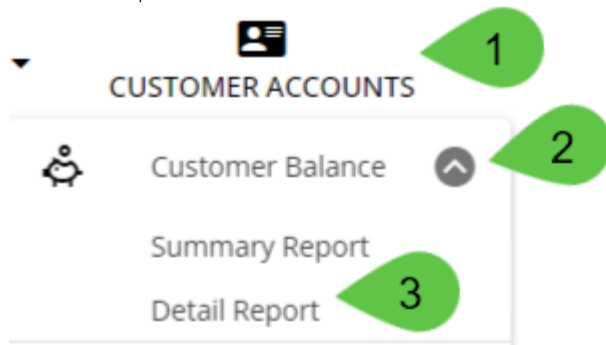 1
CUSTOMER ACCOUNTS
Customer Balance 2
Summary Report
Detail Report 3